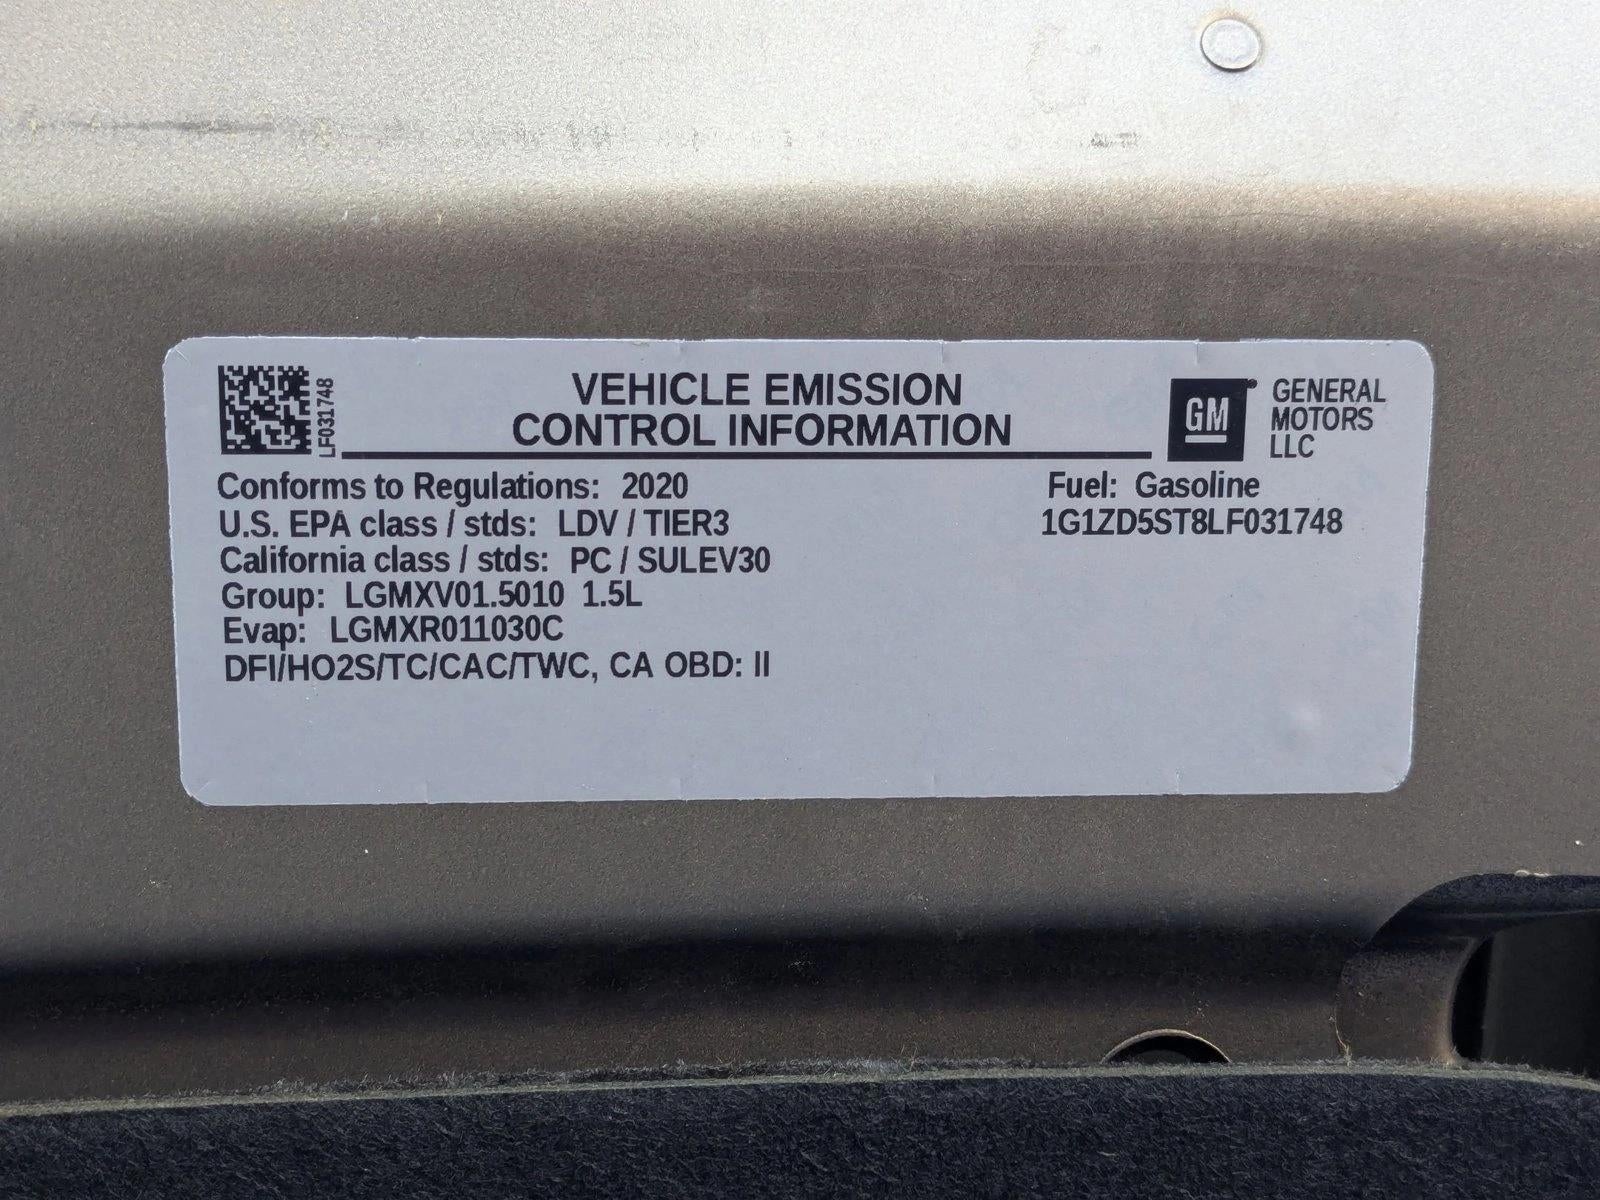 LF031748
VEHICLE EMISSION
CONTROL INFORMATION
GM
GENERAL
MOTORS
LLC
Conforms to Regulations: 2020
Fuel: Gasoline
U.S. EPA class / stds: LDV / TIER3
1G1ZD5ST8LF031748
California class / stds: PC / SULEV30
Group: LGMXV01.5010 1.5L
Evap: LGMXR011030C
DFI/HO2S/TC/CAC/TWC, CA OBD: II